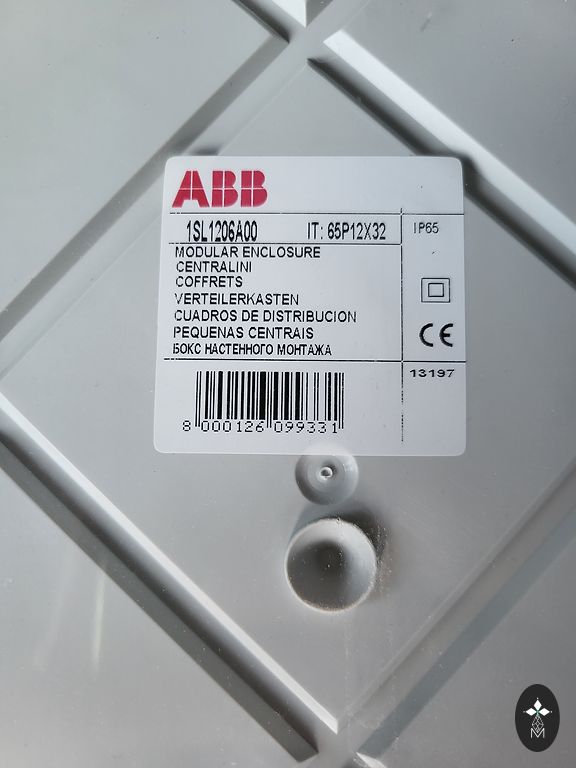 ABB
1SL1206A00 IT: 65P12X32 IP65
MODULAR ENCLOSURE
CENTRALINI
COFFRETS
VERTEILERKASTEN
CUADROS DE DISTRIBUCION
PEQUENAS CENTRAIS
БОКС НАСТЕННОГО МОНТАЖА
CE
13197
8 000126 099331
M